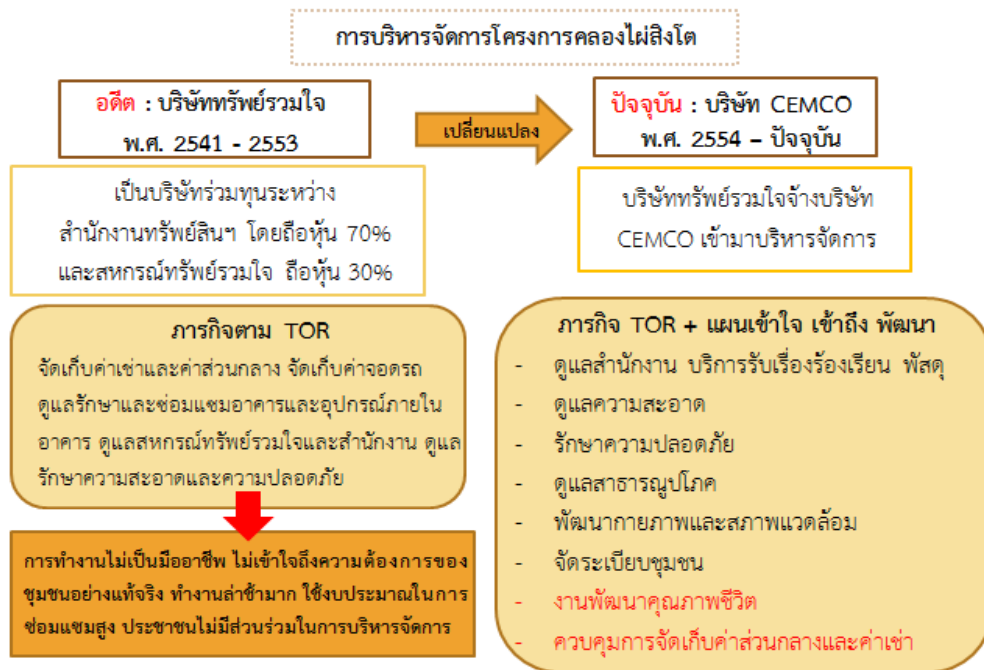 การบริหารจัดการโครงการคลองไผ่สิงโต
อดีต : บริษัททรัพย์รวมใจ
พ.ศ. 2541 - 2553
เปลี่ยนแปลง
ปัจจุบัน : บริษัท CEMCO
พ.ศ. 2554 – ปัจจุบัน
เป็นบริษัทร่วมทุนระหว่าง
สำนักงานทรัพย์สินฯ โดยถือหุ้น 70%
และสหกรณ์ทรัพย์รวมใจ ถือหุ้น 30%
บริษัททรัพย์รวมใจจ้างบริษัท
CEMCO เข้ามาบริหารจัดการ
ภารกิจตาม TOR
จัดเก็บค่าเช่าและค่าส่วนกลาง จัดเก็บค่าจอดรถ
ดูแลรักษาและซ่อมแซมอาคารและอุปกรณ์ภายใน
อาคาร ดูแลสหกรณ์ทรัพย์รวมใจและสำนักงาน ดูแล
รักษาความสะอาดและความปลอดภัย
การทำงานไม่เป็นมืออาชีพ ไม่เข้าใจถึงความต้องการของ
ชุมชนอย่างแท้จริง ทำงานล่าช้ามาก ใช้งบประมาณในการ
ซ่อมแซมสูง ประชาชนไม่มีส่วนร่วมในการบริหารจัดการ
ภารกิจ TOR + แผนเข้าใจ เข้าถึง พัฒนา
- ดูแลสำนักงาน บริการรับเรื่องร้องเรียน พัสดุ
- ดูแลความสะอาด
- รักษาความปลอดภัย
- ดูแลสาธารณูปโภค
- พัฒนากายภาพและสภาพแวดล้อม
- จัดระเบียบชุมชน
- งานพัฒนาคุณภาพชีวิต
- ควบคุมการจัดเก็บค่าส่วนกลางและค่าเช่า